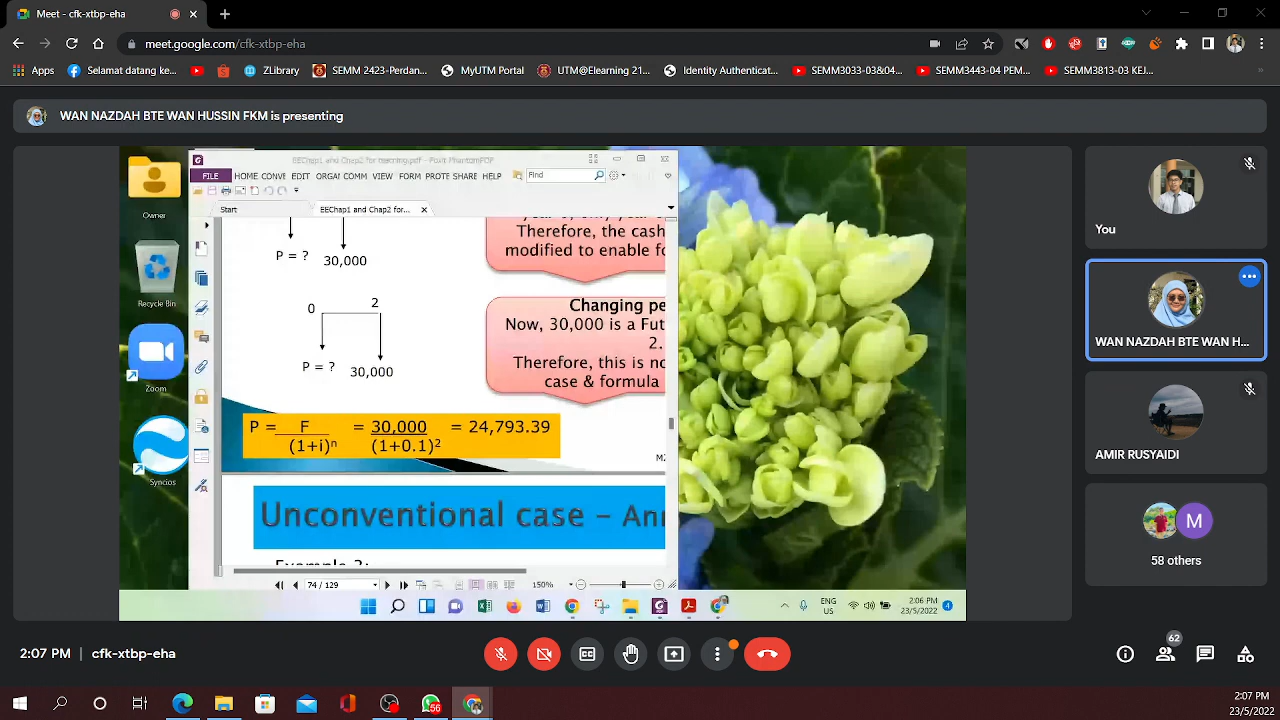 Meet - cfk-xtbp-eha
meet.google.com/cfk-xtbp-eha
Apps
Selamat datang ke...
ZLibrary
SEMM 2423-Perdan...
MyUTM Portal
UTM@Elearning 21...
Identity Authenticat...
SEMM3033-03&04...
SEMM3443-04 PEM...
SEMM3813-03 KEJ...
WAN NAZDAH BTE WAN HUSSIN FKM is presenting
Owner
Recycle Bin
Zoom
Syncios
EEChap1 and Chap2 for teaching.pdf - Foxit PhantomPDF
FILE HOME CONVE EDIT ORGAI COMM VIEW FORM PROTE SHARE HELP
Find
Start
EEChap1 and Chap2 for...
Therefore, the cash
modified to enable fo
P = ? 30,000
0 2
P = ? 30,000
Changing pe
Now, 30,000 is a Fut
2.
Therefore, this is no
case & formula
P = F = 30,000 = 24,793.39
(1+i)n (1+0.1)2
Unconventional case – An
74 / 129
150%
ENG
US
2:06 PM
23/5/2022
4
You
WAN NAZDAH BTE WAN H...
AMIR RUSYAIDI
M
58 others
2:07 PM | cfk-xtbp-eha
62
56
2:07 PM
23/5/2022